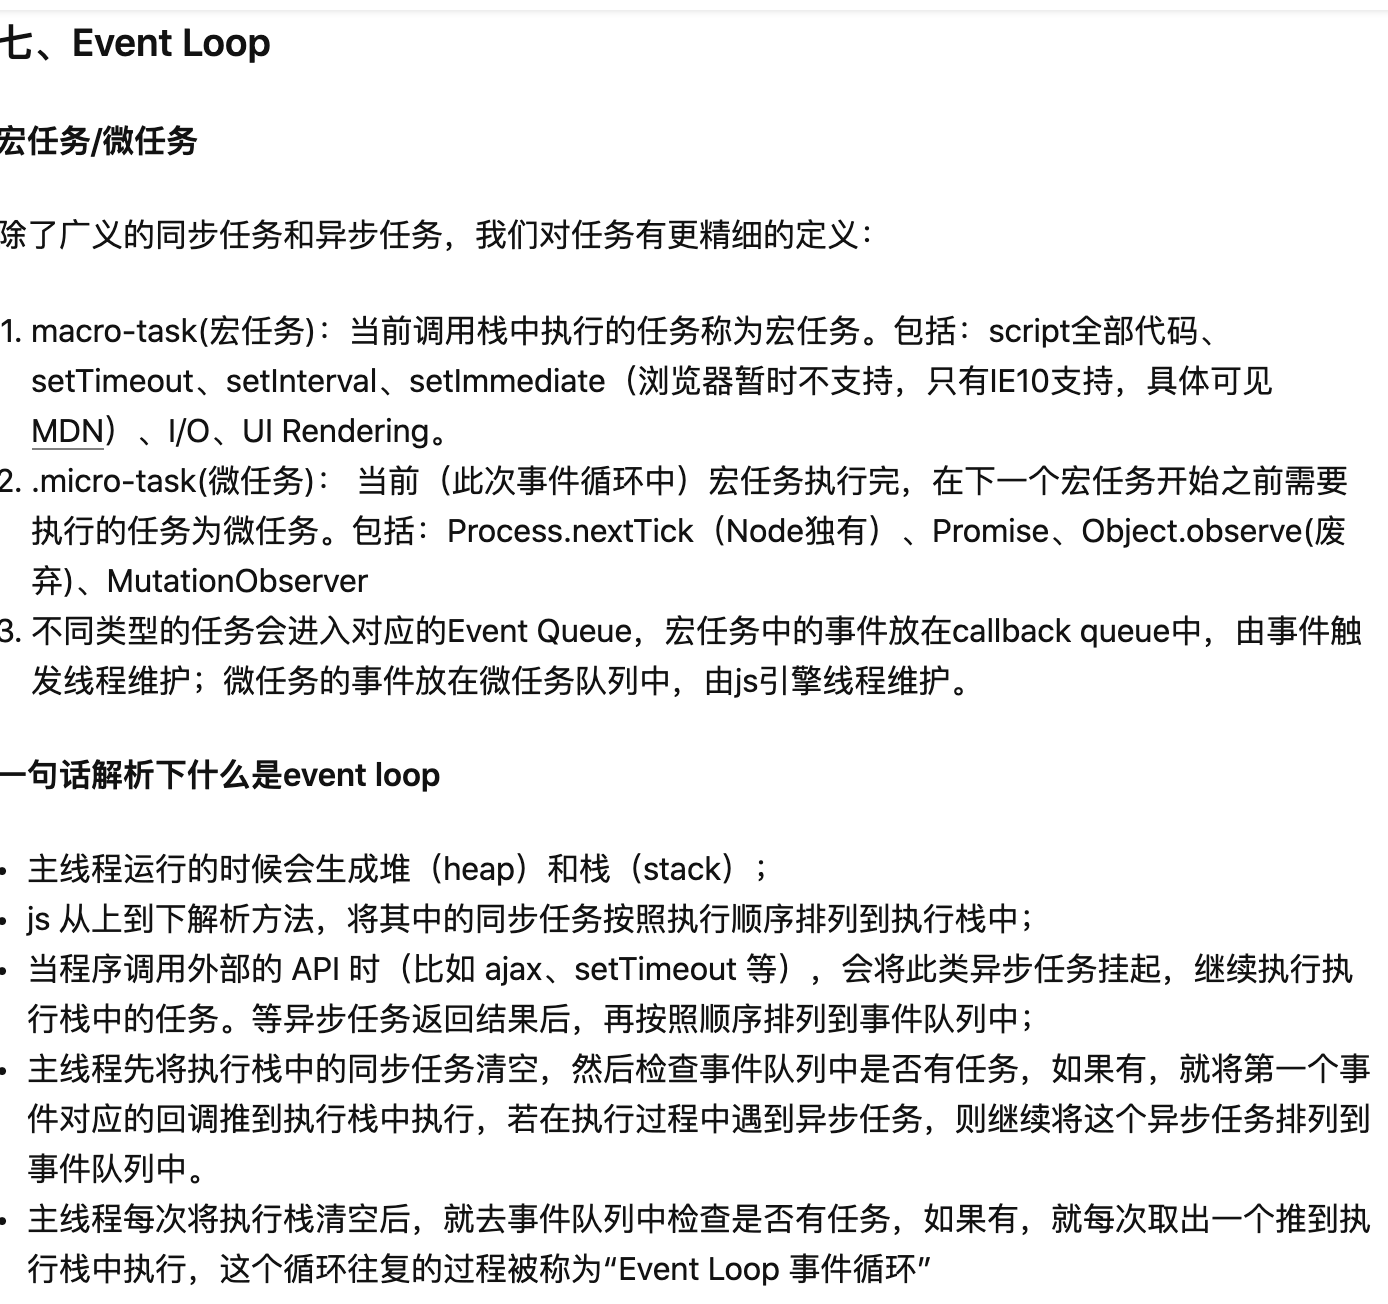 七、Event Loop
宏任务/微任务
除了广义的同步任务和异步任务，我们对任务有更精细的定义：
1. macro-task(宏任务)：当前调用栈中执行的任务称为宏任务。包括：script全部代码、
setTimeout、setInterval、setImmediate（浏览器暂时不支持，只有IE10支持，具体可见
MDN）、I/O、UI Rendering。
2. .micro-task(微任务)： 当前（此次事件循环中）宏任务执行完，在下一个宏任务开始之前需要
执行的任务为微任务。包括：Process.nextTick（Node独有）、Promise、Object.observe(废
弃)、MutationObserver
3. 不同类型的任务会进入对应的Event Queue，宏任务中的事件放在callback queue中，由事件触
发线程维护；微任务的事件放在微任务队列中，由js引擎线程维护。
一句话解析下什么是event loop
• 主线程运行的时候会生成堆（heap）和栈（stack）；
• js 从上到下解析方法，将其中的同步任务按照执行顺序排列到执行栈中；
• 当程序调用外部的 API 时（比如 ajax、setTimeout 等），会将此类异步任务挂起，继续执行执
行栈中的任务。等异步任务返回结果后，再按照顺序排列到事件队列中；
• 主线程先将执行栈中的同步任务清空，然后检查事件队列中是否有任务，如果有，就将第一个事
件对应的回调推到执行栈中执行，若在执行过程中遇到异步任务，则继续将这个异步任务排列到
事件队列中。
• 主线程每次将执行栈清空后，就去事件队列中检查是否有任务，如果有，就每次取出一个推到执
行栈中执行，这个循环往复的过程被称为“Event Loop 事件循环”